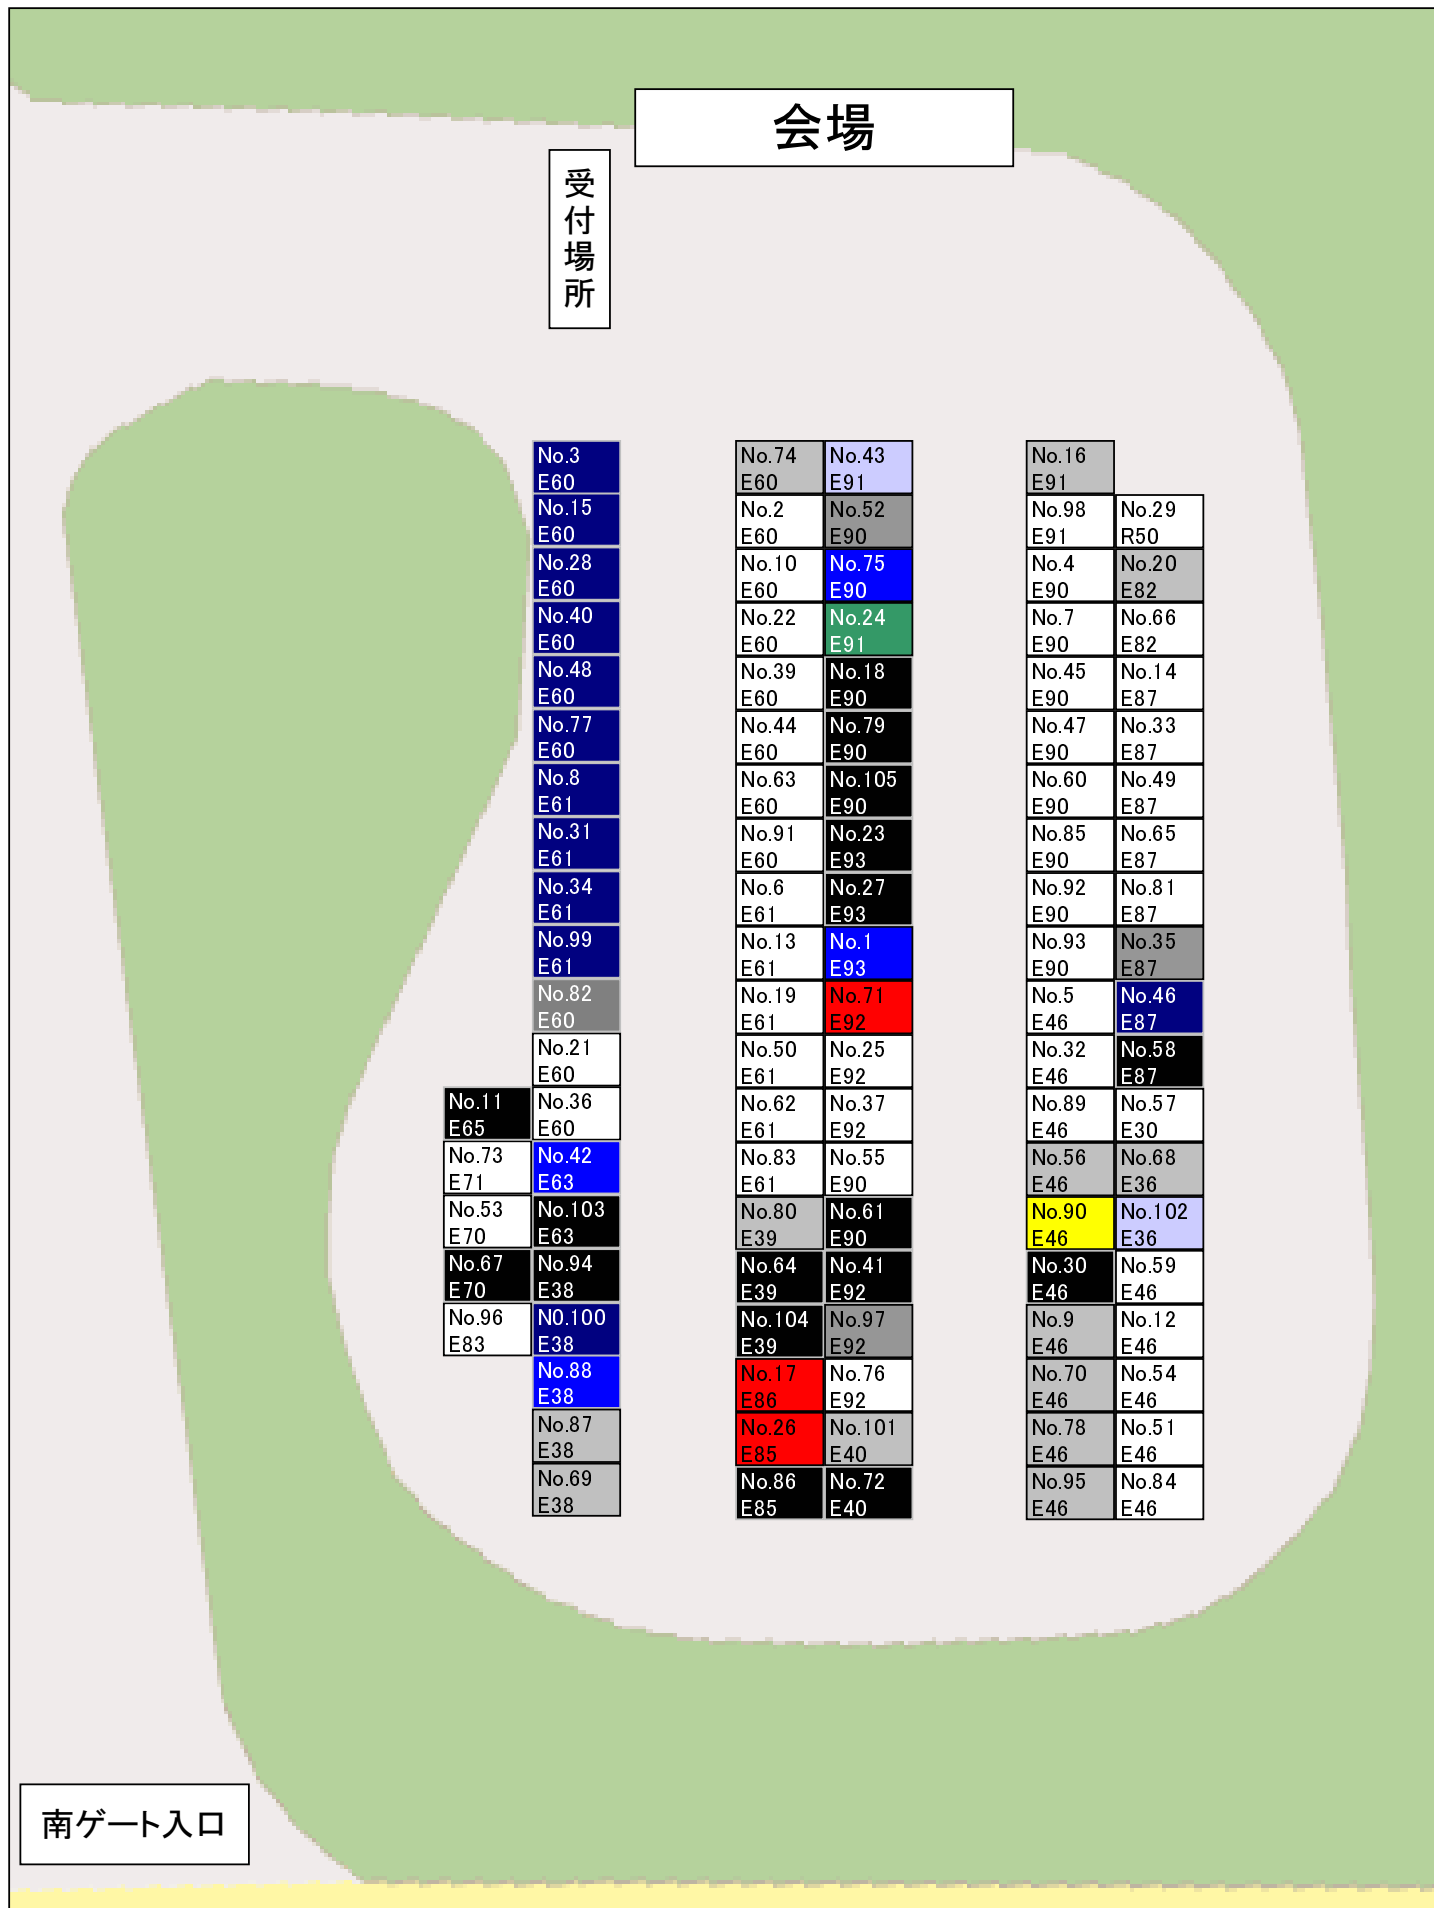 会場
受付場所
No.3
E60
No.15
E60
No.28
E60
No.40
E60
No.48
E60
No.77
E60
No.8
E61
No.31
E61
No.34
E61
No.99
E61
No.82
E60
No.21
E60
No.36
E60
No.42
E63
No.103
E63
No.94
E38
N0.100
E38
No.88
E38
No.87
E38
No.69
E38
No.11
E65
No.73
E71
No.53
E70
No.67
E70
No.96
E83
No.74
E60
No.2
E60
No.10
E60
No.22
E60
No.39
E60
No.44
E60
No.63
E60
No.91
E60
No.6
E61
No.13
E61
No.19
E61
No.50
E61
No.62
E61
No.83
E61
No.80
E39
No.64
E39
No.104
E39
No.17
E86
No.26
E85
No.86
E85
No.43
E91
No.52
E90
No.75
E90
No.24
E91
No.18
E90
No.79
E90
No.105
E90
No.23
E93
No.27
E93
No.1
E93
No.71
E92
No.25
E92
No.37
E92
No.55
E90
No.61
E90
No.41
E92
No.97
E92
No.76
E92
No.101
E40
No.72
E40
No.16
E91
No.98
E91
No.4
E90
No.7
E90
No.45
E90
No.47
E90
No.60
E90
No.85
E90
No.92
E90
No.93
E90
No.5
E46
No.32
E46
No.89
E46
No.56
E46
No.90
E46
No.30
E46
No.9
E46
No.70
E46
No.78
E46
No.95
E46
No.29
R50
No.20
E82
No.66
E82
No.14
E87
No.33
E87
No.49
E87
No.65
E87
No.81
E87
No.35
E87
No.46
E87
No.58
E87
No.57
E30
No.68
E36
No.102
E36
No.59
E46
No.12
E46
No.54
E46
No.51
E46
No.84
E46
南ゲート入口